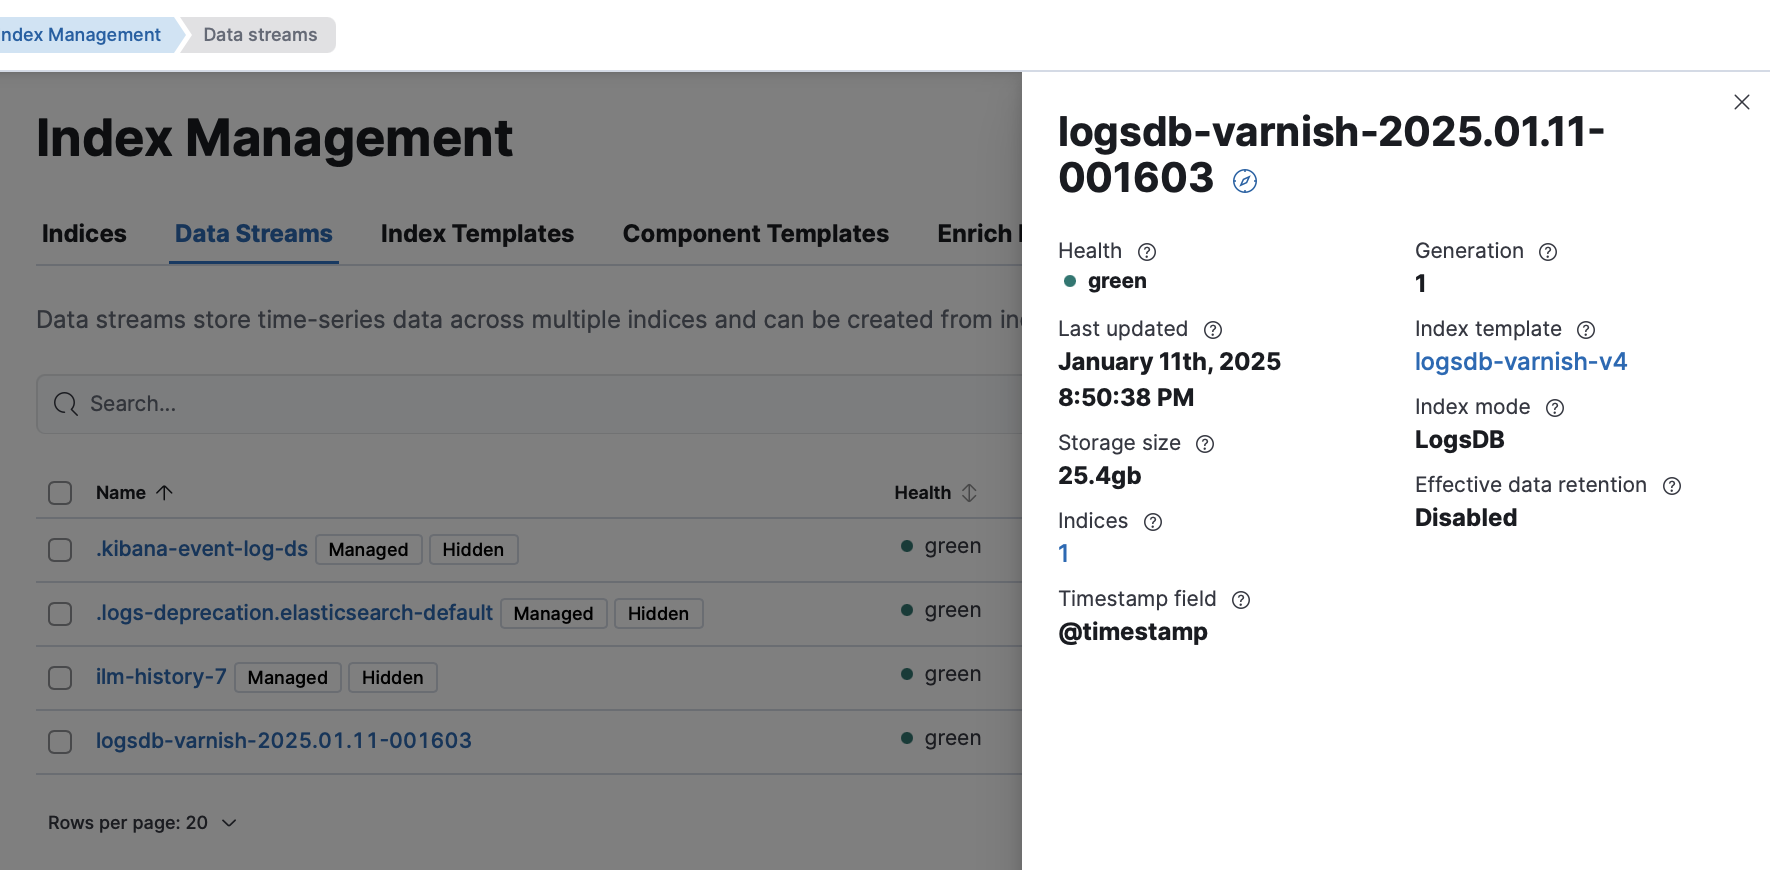 ndex Management
Data streams
Index Management
Indices
Data Streams
Index Templates
Component Templates
Enrich
Data streams store time-series data across multiple indices and can be created from
Search...
Name
Health
.kibana-event-log-ds Managed Hidden green
.logs-deprecation.elasticsearch-default Managed Hidden green
ilm-history-7 Managed Hidden green
logsdb-varnish-2025.01.11-001603 green
Rows per page: 20
logsdb-varnish-2025.01.11-
001603
Health
green
Last updated
January 11th, 2025
8:50:38 PM
Storage size
25.4gb
Indices
1
Timestamp field
@timestamp
Generation
1
Index template
logsdb-varnish-v4
Index mode
LogsDB
Effective data retention
Disabled